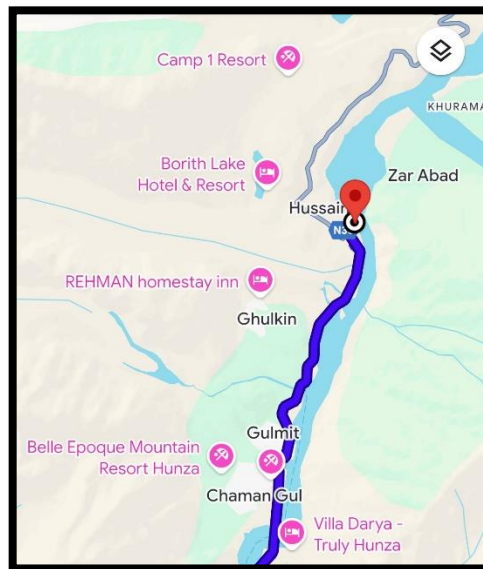 Camp 1 Resort
KHURAMA
Borith Lake
Hotel & Resort
Zar Abad
Hussain
N35
REHMAN homestay inn
Ghulkin
Gulmit
Belle Epoque Mountain
Resort Hunza
Chaman Gul
Villa Darya -
Truly Hunza